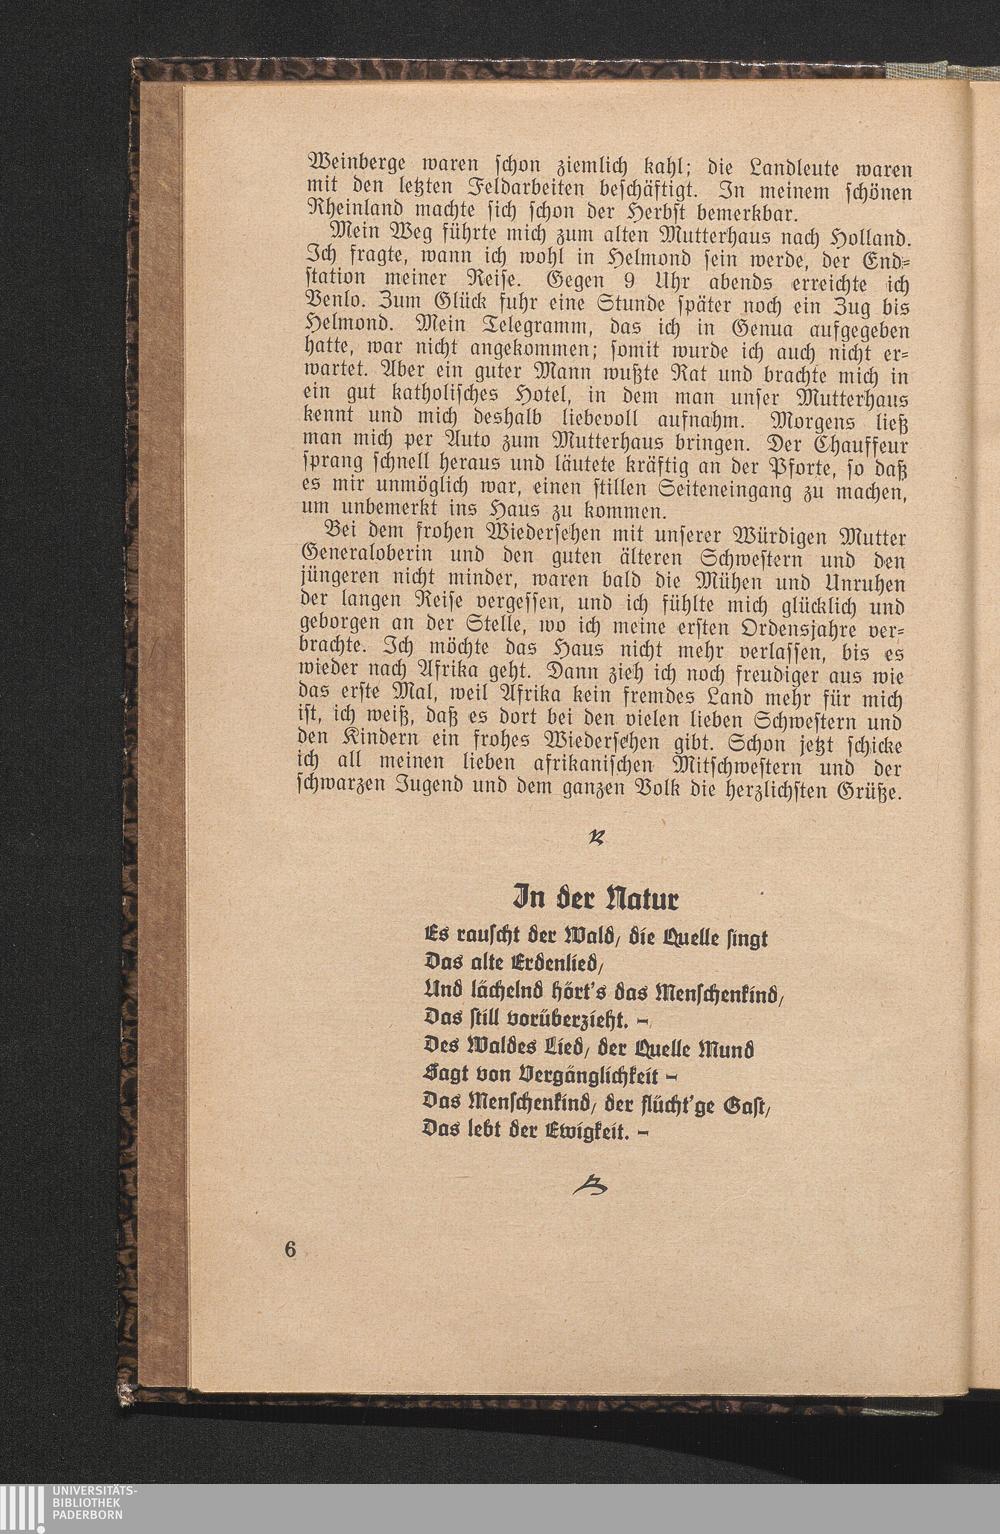 Weinberge waren schon ziemlich kahl; die Landleute waren
mit den letzten Feldarbeiten beschäftigt. In meinem schönen
Rheinland machte sich schon der Herbst bemerkbar.
Mein Weg führte mich zum alten Mutterhaus nach Holland.
Ich fragte, wann ich wohl in Helmond sein werde, der End-
station meiner Reise. Gegen 9 Uhr abends erreichte ich
Venlo. Zum Glück fuhr eine Stunde später noch ein Zug bis
Helmond. Mein Telegramm, das ich in Genua aufgegeben
hatte, war nicht angekommen; somit wurde ich auch nicht er-
wartet. Aber ein guter Mann wußte Rat und brachte mich in
ein gut katholisches Hotel, in dem man unser Mutterhaus
kennt und mich deshalb liebevoll aufnahm. Morgens ließ
man mich per Auto zum Mutterhaus bringen. Der Chauffeur
sprang schnell heraus und läutete kräftig an der Pforte, so daß
es mir unmöglich war, einen stillen Seiteneingang zu machen,
um unbemerkt ins Haus zu kommen.
Bei dem frohen Wiedersehen mit unserer Würdigen Mutter
Generaloberin und den guten älteren Schwestern und den
jüngeren nicht minder, waren bald die Mühen und Unruhen
der langen Reise vergessen, und ich fühlte mich glücklich und
geborgen an der Stelle, wo ich meine ersten Ordensjahre ver-
brachte. Ich möchte das Haus nicht mehr verlassen, bis es
wieder nach Afrika geht. Dann zieh ich noch freudiger aus wie
das erste Mal, weil Afrika kein fremdes Land mehr für mich
ist, ich weiß, daß es dort bei den vielen lieben Schwestern und
den Kindern ein frohes Wiedersehen gibt. Schon jetzt schicke
ich all meinen lieben afrikanischen Mitschwestern und der
schwarzen Jugend und dem ganzen Volk die herzlichsten Grüße.
In der Natur
Es rauscht der Wald, die Quelle singt
Das alte Erdenlied,
Und lächelnd hört's das Menschenkind,
Das still vorüberzieht. –
Des Waldes Lied, der Quelle Mund
Sagt von Vergänglichkeit –
Das Menschenkind, der flücht'ge Gast,
Das lebt der Ewigkeit. –
6
UNIVERSITÄTS-
BIBLIOTHEK
PADERBORN